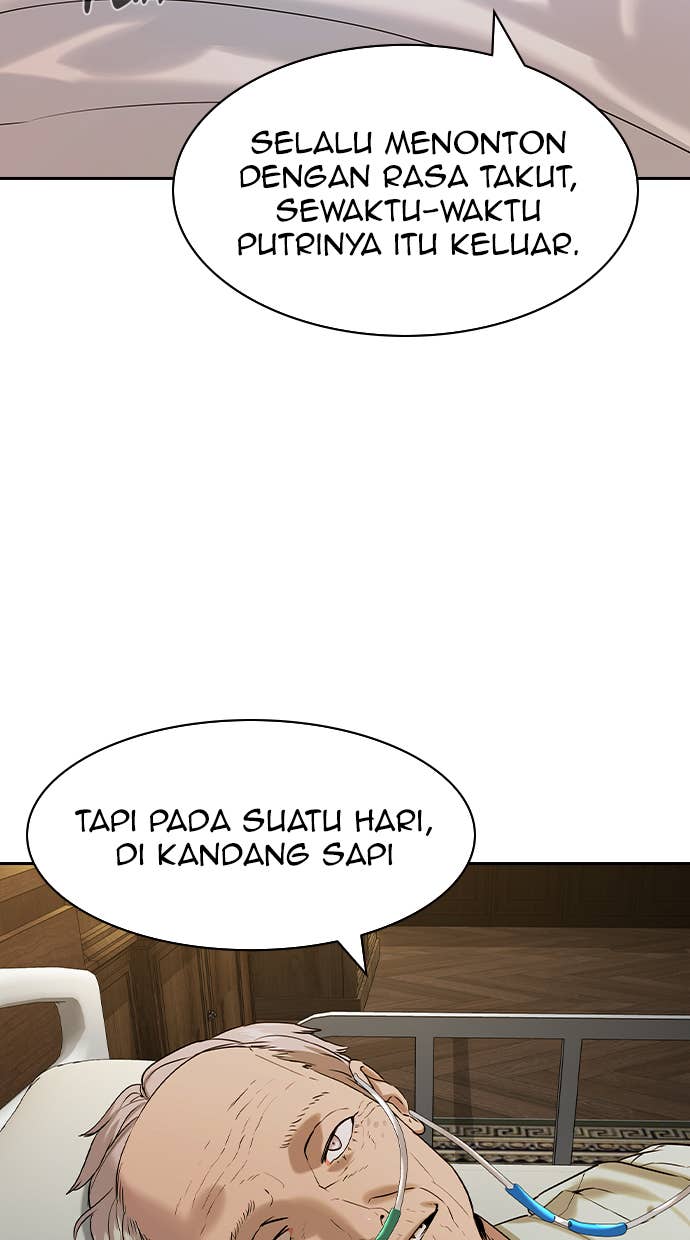 SELALU MENONTON
DENGAN RASA TAKUT,
SEWAKTU-WAKTU
PUTRINYA ITU KELUAR.
TAPI PADA SUATU HARI,
DI KANDANG SAPI